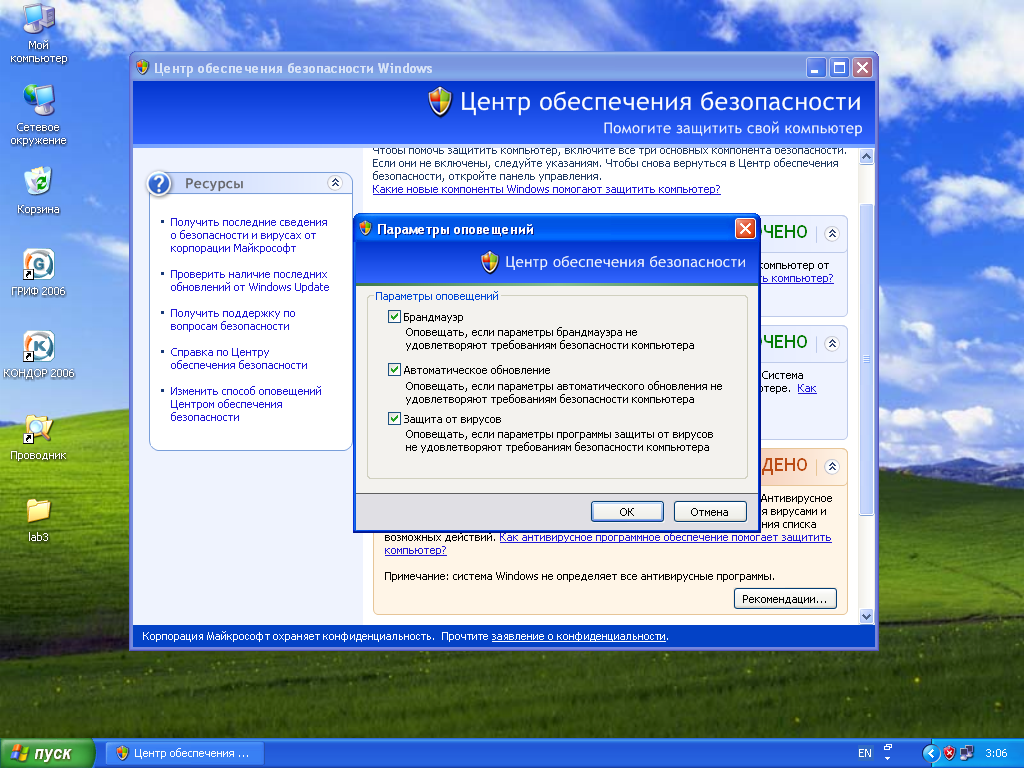 Мой
компьютер
Сетевое
окружение
Корзина
ГРИФ 2006
КОНДОР 2006
Проводник
lab3
Центр обеспечения безопасности Windows
Центр обеспечения безопасности
Помогите защитить свой компьютер
Ресурсы
Получить последние сведения
о безопасности и вирусах от
корпорации Майкрософт
Проверить наличие последних
обновлений от Windows Update
Получить поддержку по
вопросам безопасности
Справка по Центру
обеспечения безопасности
Изменить способ оповещений
Центром обеспечения
безопасности
Чтобы помочь защитить компьютер, включите все три основных компонента безопасности.
Если они не включены, следуйте указаниям. Чтобы снова вернуться в Центр обеспечения
безопасности, откройте панель управления.
Какие новые компоненты Windows помогают защитить компьютер?
ЧЕНО
компьютер от
ь компьютер?
ЧЕНО
Система
тере. Как
ДЕНО
Антивирусное
я вирусами и
ния списка
возможных действий. Как антивирусное программное обеспечение помогает защитить
компьютер?
Примечание: система Windows не определяет все антивирусные программы.
Рекомендации...
Параметры оповещений
Центр обеспечения безопасности
Параметры оповещений
Брандмауэр
Оповещать, если параметры брандмауэра не
удовлетворяют требованиям безопасности компьютера
Автоматическое обновление
Оповещать, если параметры автоматического обновления не
удовлетворяют требованиям безопасности компьютера
Защита от вирусов
Оповещать, если параметры программы защиты от вирусов
не удовлетворяют требованиям безопасности компьютера
ОК
Отмена
Корпорация Майкрософт охраняет конфиденциальность. Прочтите заявление о конфиденциальности.
пуск
Центр обеспечения ...
EN
3:06